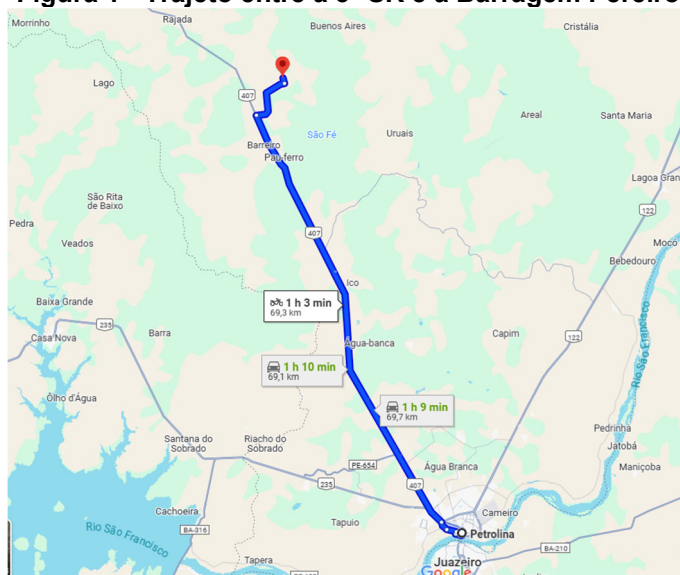 Morrinho
Rajada
Buenos Aires
Cristália
407
Lago
Areal
Santa Maria
São Fé
Uruais
Barreiro
Pau-ferro
Lagoa Gran
São Rita
de Baixo
122
Pedra
407
Moco
Veados
Bebedouro
Ico
1 h 3 min
69,3 km
Baixa Grande
235
Barra
Capim
122
Casa Nova
Água-banca
Rio São Francisco
1 h 10 min
69,1 km
Ôlho d'Água
1 h 9 min
69,7 km
Pedrinha
Jatobá
Santana do
Sobrado
Riacho do
Sobrado
PE-654
Água Branca
Maniçoba
235
407
Cachoeira
Cameiro
BA-316
Tapuio
Petrolina
Rio São Francisco
BA-210
Tapera
Juazeiro
Google